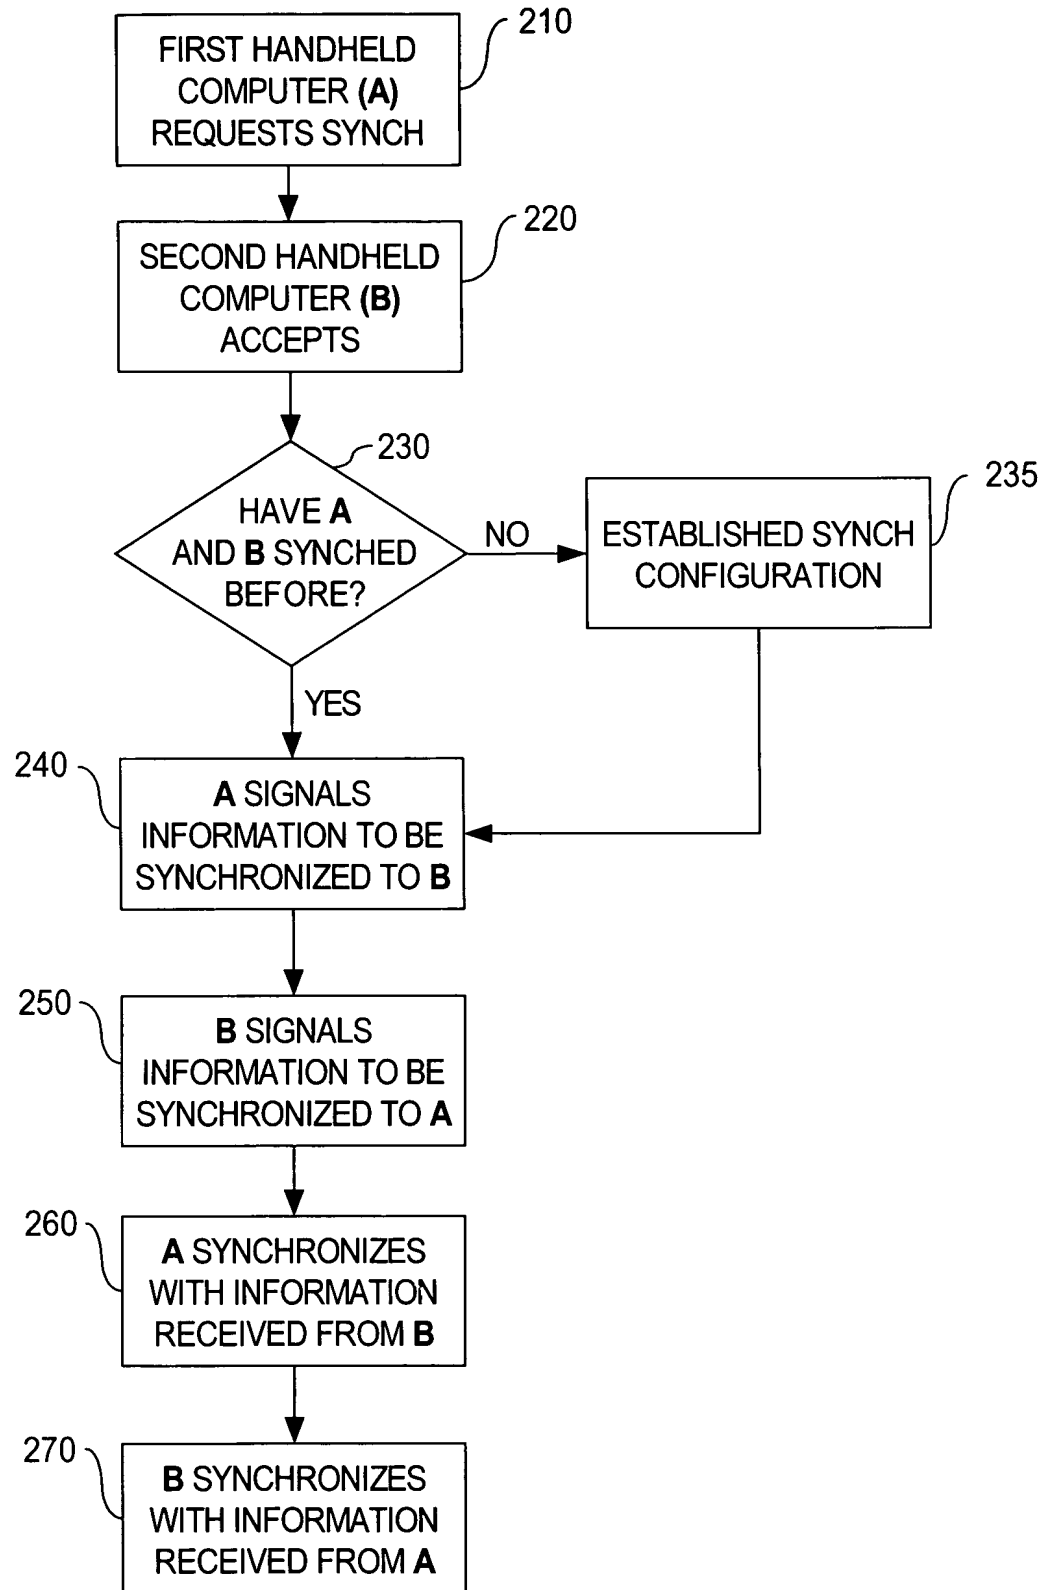 210
FIRST HANDHELD
COMPUTER (A)
REQUESTS SYNCH
220
SECOND HANDHELD
COMPUTER (B)
ACCEPTS
230
HAVE A
AND B SYNCHED
BEFORE?
NO
235
ESTABLISHED SYNCH
CONFIGURATION
YES
240
A SIGNALS
INFORMATION TO BE
SYNCHRONIZED TO B
250
B SIGNALS
INFORMATION TO BE
SYNCHRONIZED TO A
260
A SYNCHRONIZES
WITH INFORMATION
RECEIVED FROM B
270
B SYNCHRONIZES
WITH INFORMATION
RECEIVED FROM A